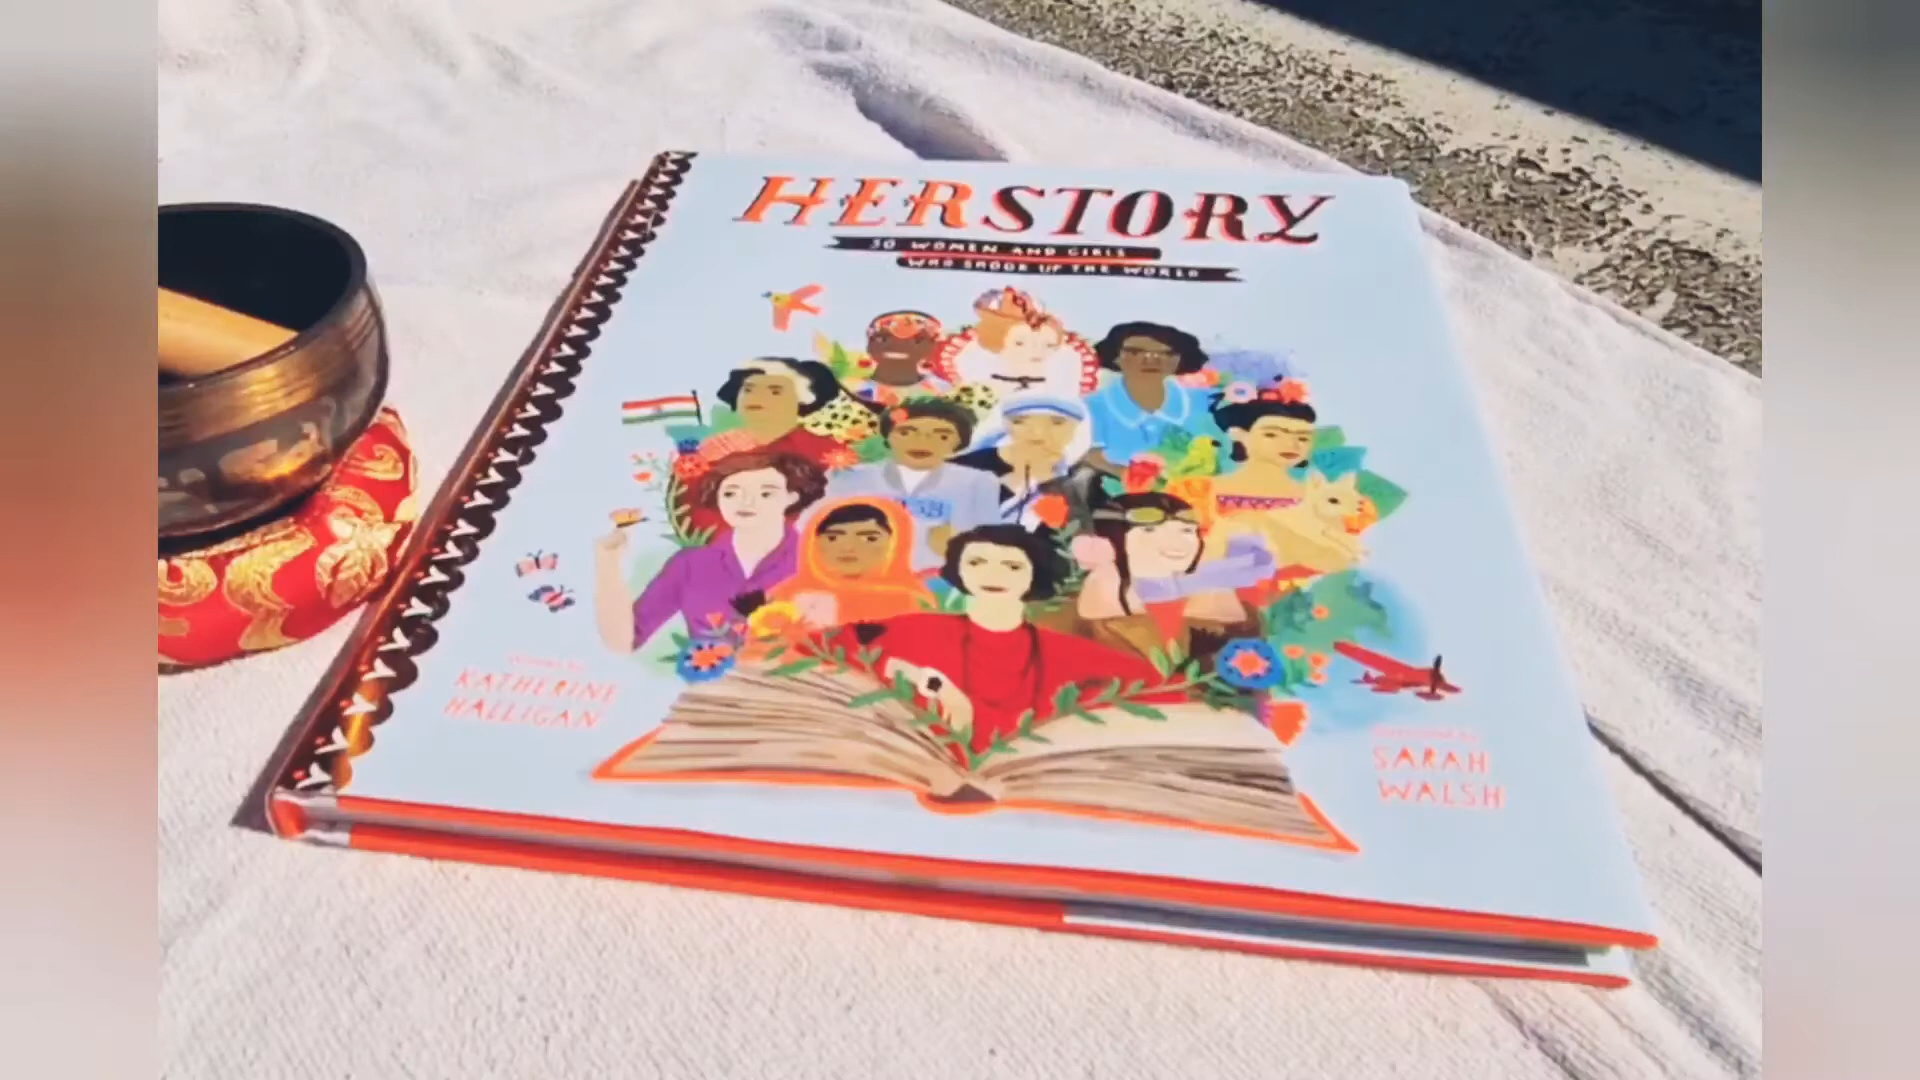 HERSTORY
50 WOMEN AND GIRLS
WHO SHOOK UP THE WORLD
KATHERINE
HALLIGAN
SARAH
WALSH